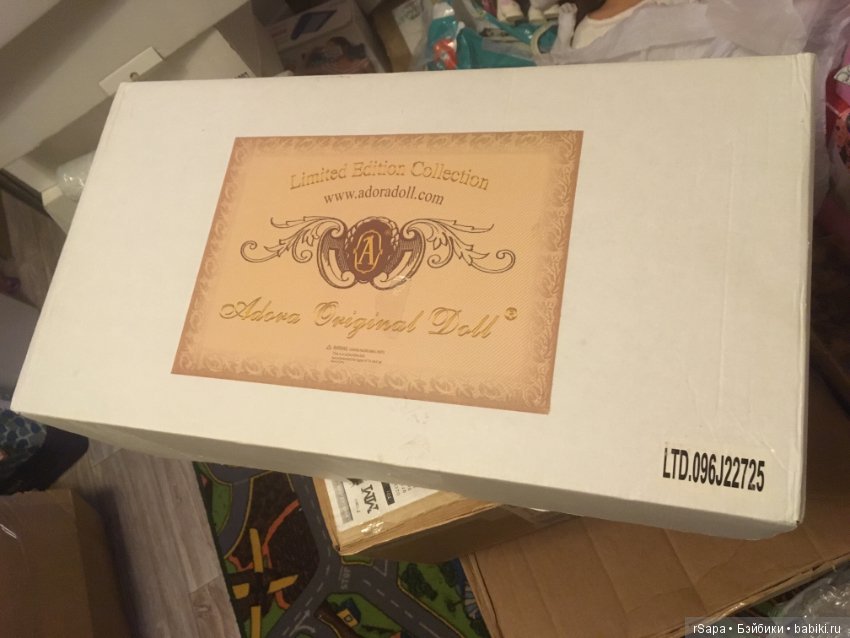 Limited Edition Collection
www.adoradoll.com
A
Adora Original Doll®
LTD.096J22725
rSapa • Бэйбики • babiki.ru